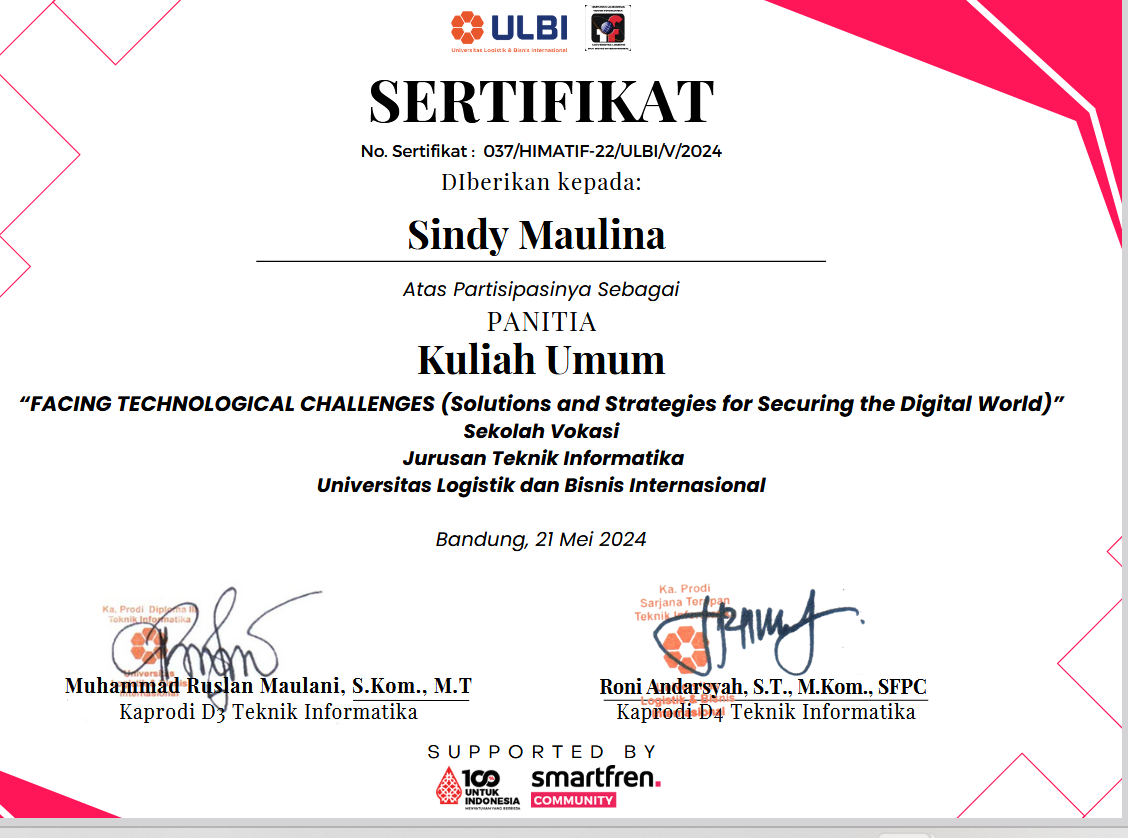 ULBI
Universitas Logistik & Bisnis Internasional
SERTIFIKAT
No. Sertifikat : 037/HIMATIF-22/ULBI/V/2024
DIberikan kepada:
Sindy Maulina
Atas Partisipasinya Sebagai
PANITIA
Kuliah Umum
“FACING TECHNOLOGICAL CHALLENGES (Solutions and Strategies for Securing the Digital World)”
Sekolah Vokasi
Jurusan Teknik Informatika
Universitas Logistik dan Bisnis Internasional
Bandung, 21 Mei 2024
Ka. Prodi Diploma III
Teknik Informatika
Universitas
Internasional
Muhammad Ruslan Maulani, S.Kom., M.T
Kaprodi D3 Teknik Informatika
Ka. Prodi
Sarjana Terapan
Teknik Informatika
Roni Andarsyah, S.T., M.Kom., SFPC
Logistik & Bisnis
Internasional
Kaprodi D4 Teknik Informatika
SUPPORTED BY
100
UNTUK
INDONESIA
smartfren.
COMMUNITY